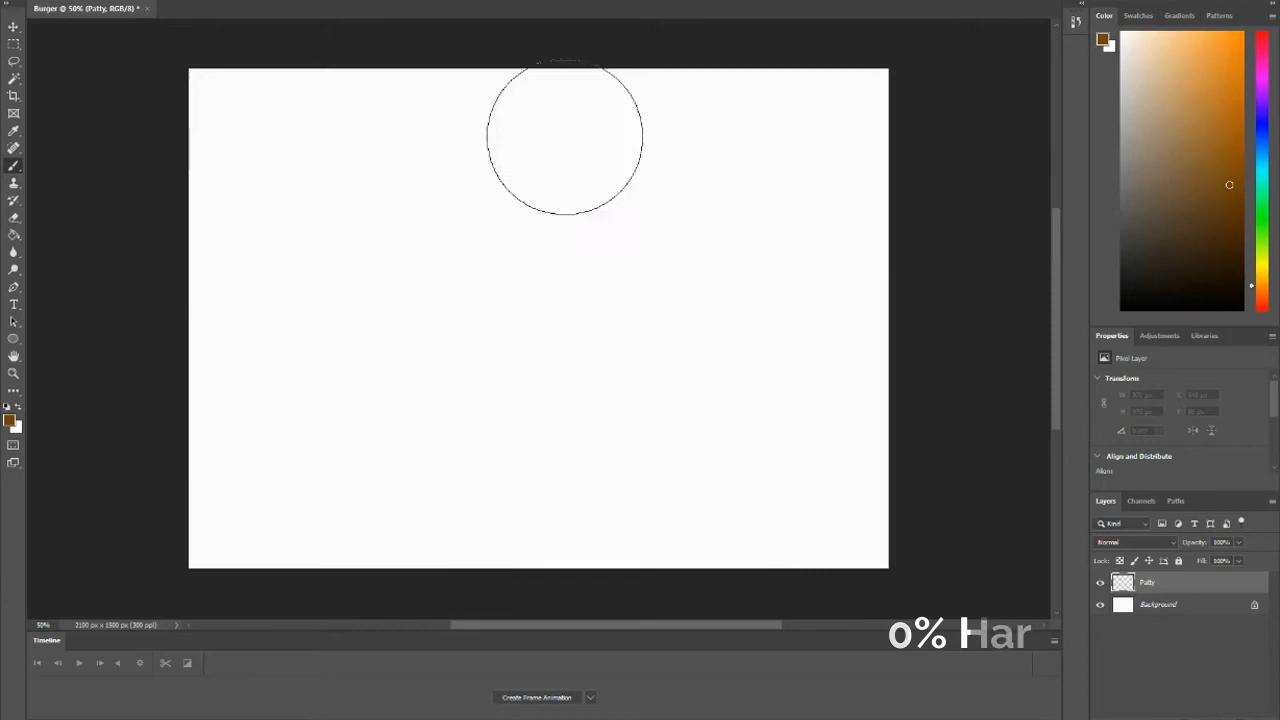 Burger @ 50% (Patty, RGB/8) *
Color Swatches Gradients Patterns
Properties Adjustments Libraries
Pixel Layer
Transform
W
X
H
Y
Align and Distribute
Align:
Layers Channels Paths
Kind
Normal Opacity: 100%
Lock: Fill: 100%
Patty
Background
50% 2100 px x 1500 px (300 ppi)
0% Har
Timeline
Create Frame Animation